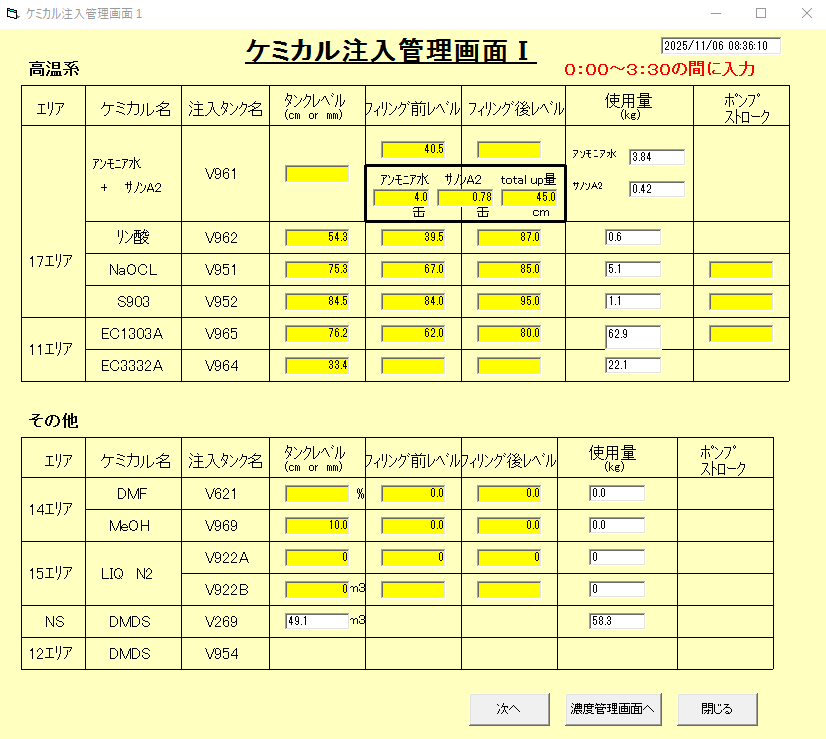 ケミカル注入管理画面１
ケミカル注入管理画面Ⅰ
2025/11/06 08:36:10
高温系
0:00～3:30の間に入力
エリア ケミカル名 注入タンク名 タンクレベル (cm or mm) フィリング前レベル フィリング後レベル 使用量 (kg) ポンプ ストローク
17エリア
アンモニア水 + サノンA2 V961 40.5
アンモニア水 3.84
サノンA2 0.42
アンモニア水 サノンA2 total up量
4.0 0.78 45.0
缶 缶 cm
リン酸 V962 54.3 39.5 87.0 0.6
NaOCL V951 75.3 67.0 85.0 5.1
S903 V952 84.5 84.0 95.0 1.1
11エリア
EC1303A V965 76.2 62.0 80.0 62.9
EC3332A V964 33.4 22.1
その他
エリア ケミカル名 注入タンク名 タンクレベル (cm or mm) フィリング前レベル フィリング後レベル 使用量 (kg) ポンプ ストローク
14エリア
DMF V621 % 0.0 0.0 0.0
MeOH V969 10.0 0.0 0.0 0.0
15エリア
LIQ N2
V922A 0 0 0 0
V922B 0 m3 0
NS DMDS V269 49.1 m3 58.3
12エリア DMDS V954
次へ 濃度管理画面へ 閉じる